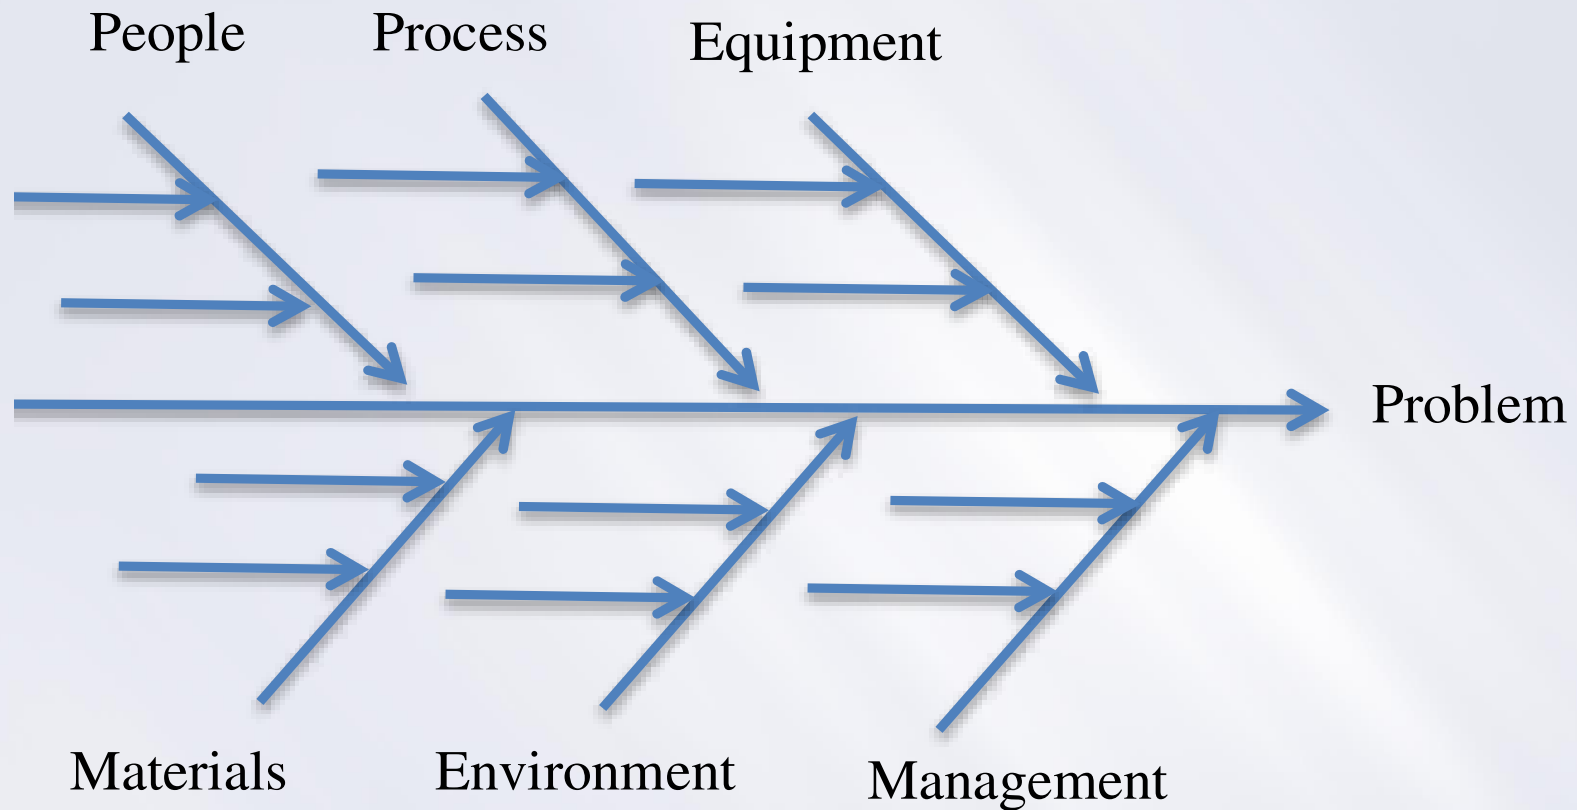 People
Process
Equipment
Problem
Materials
Environment
Management